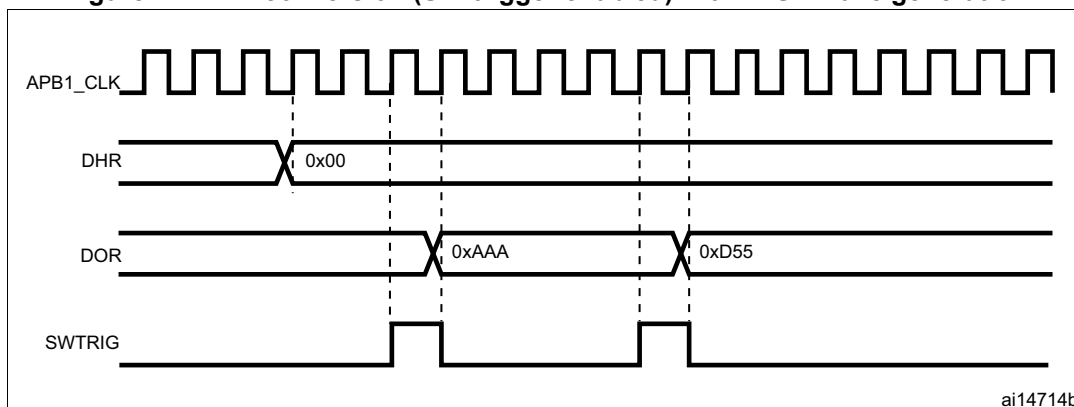 APB1_CLK
DHR
0x00
DOR
0xAAA
0xD55
SWTRIG
ai14714b